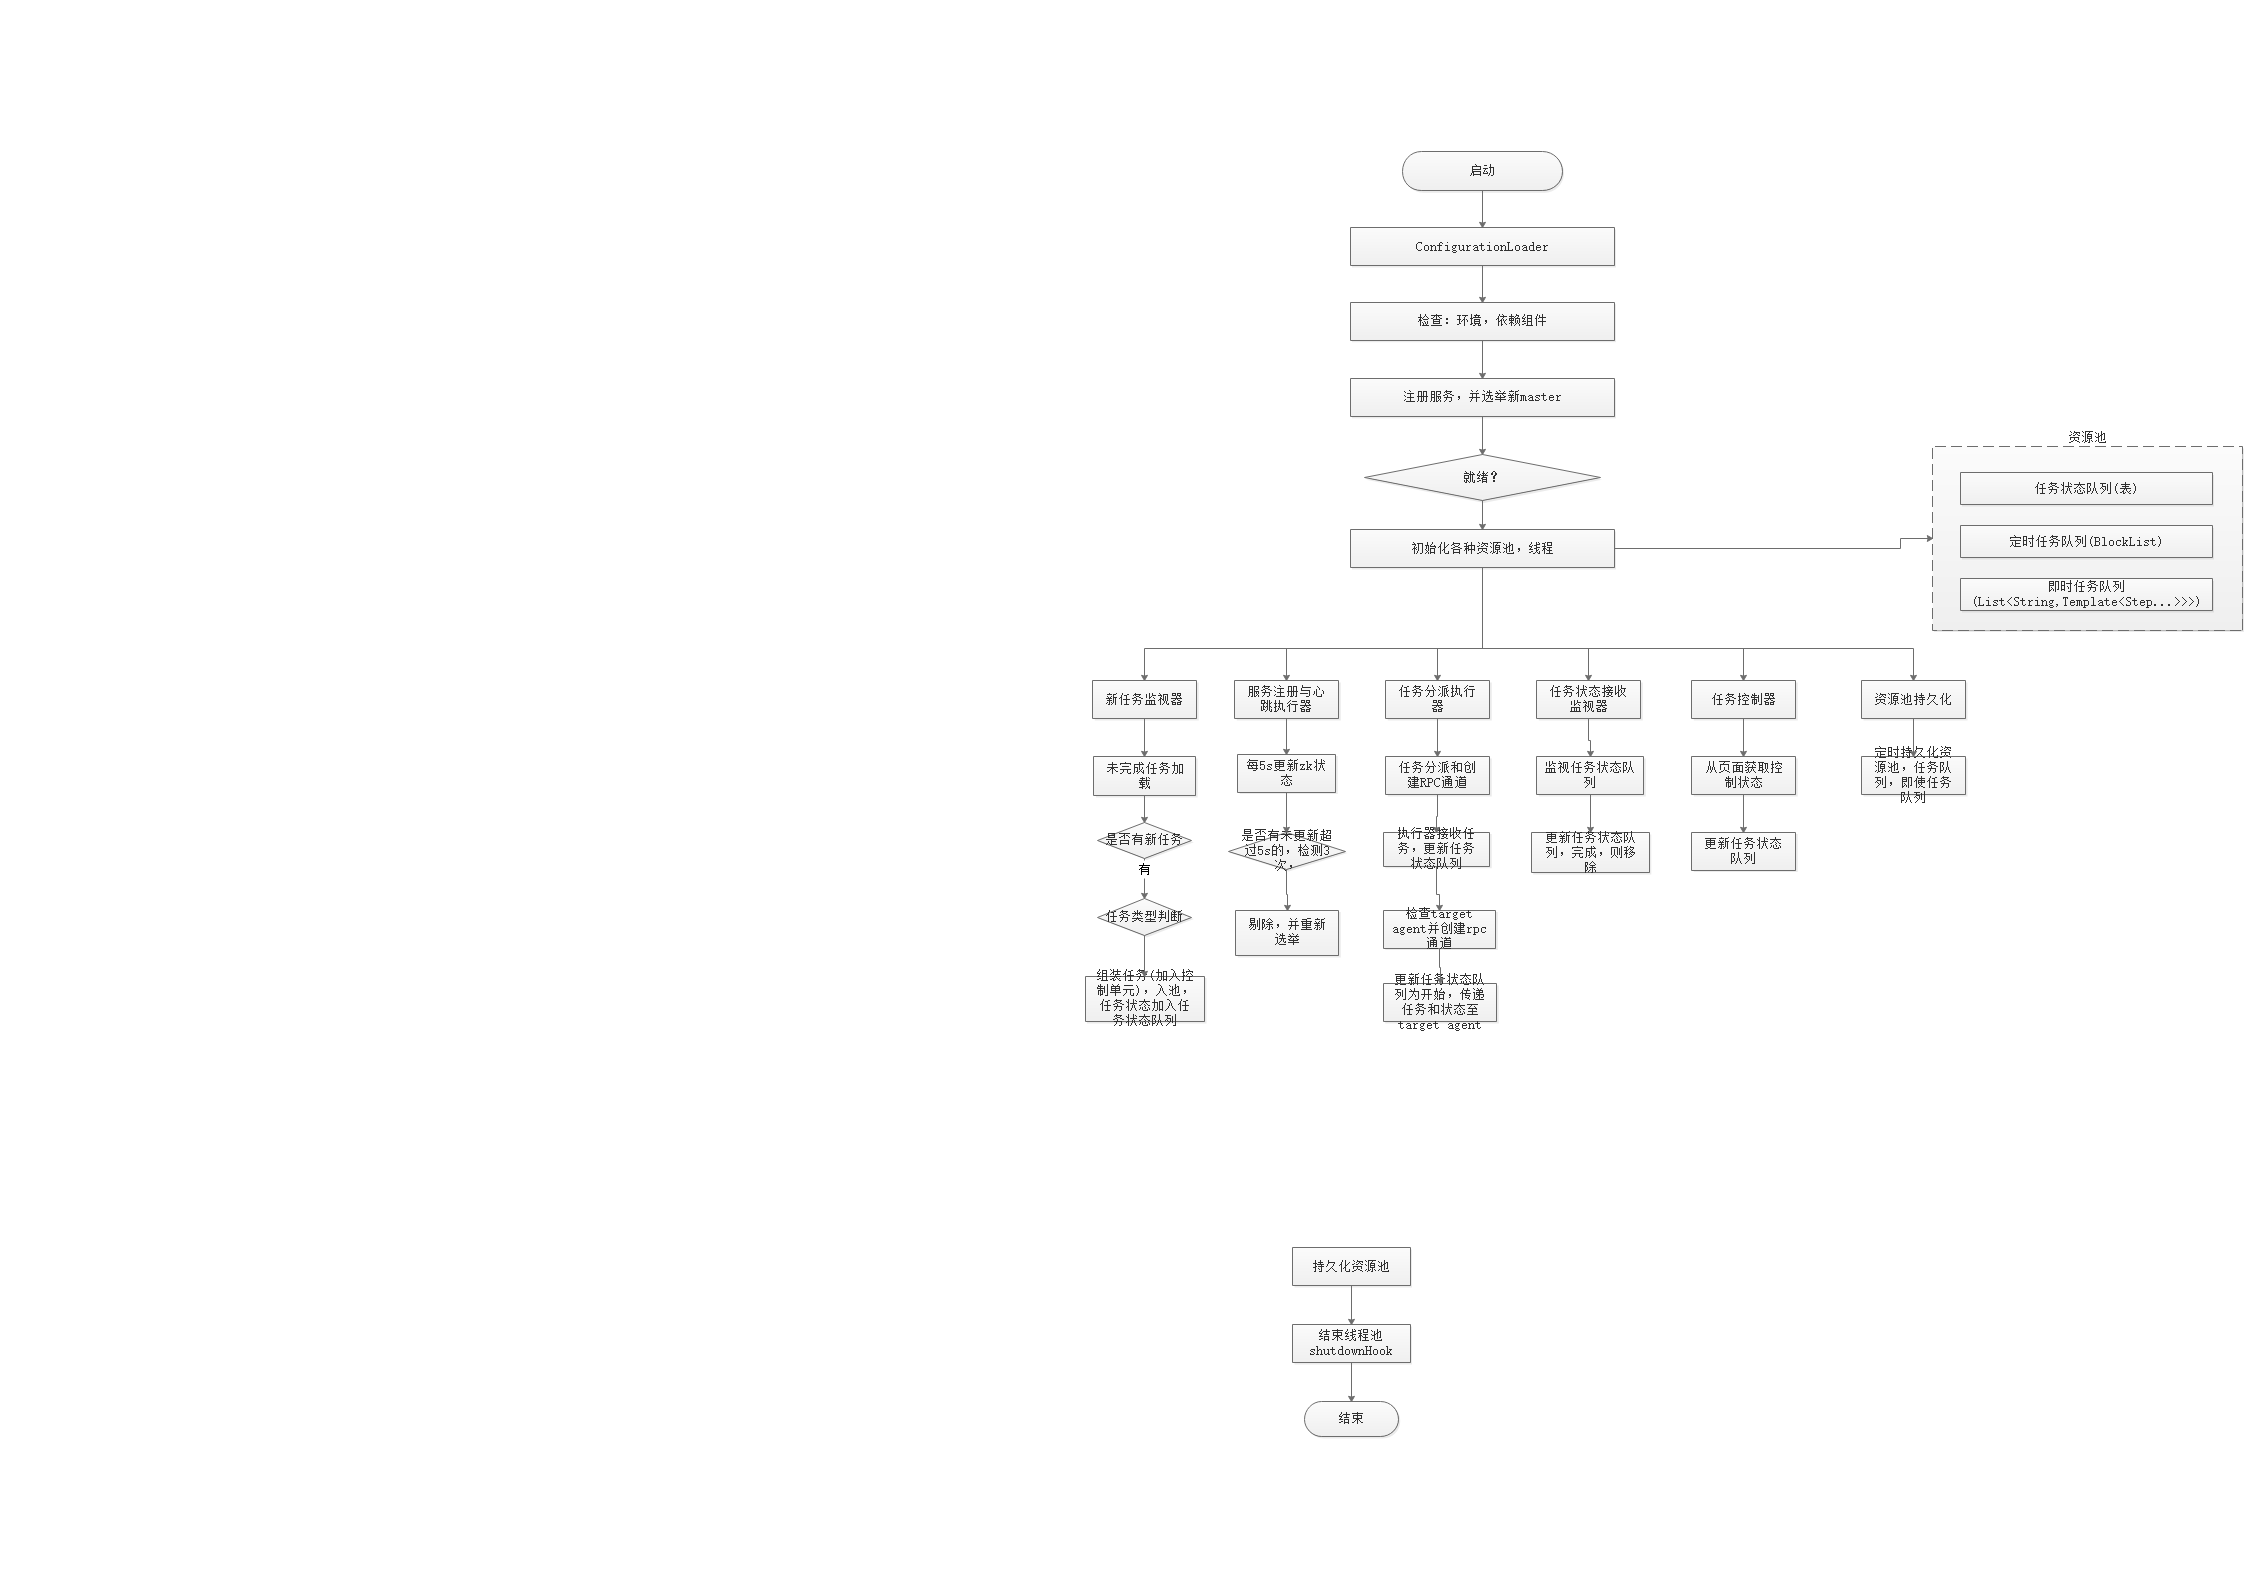 启动
ConfigurationLoader
检查：环境，依赖组件
注册服务，并选举新master
就绪？
初始化各种资源池，线程
资源池
任务状态队列(表)
定时任务队列(BlockList)
即时任务队列
(List<String,Template<Step...>>>)
新任务监视器
未完成任务加
载
是否有新任务
有
任务类型判断
组装任务(加入控
制单元)，入池，
任务状态加入任
务状态队列
服务注册与心
跳执行器
每5s更新zk状
态
是否有未更新超
过5s的，检测3
次，
剔除，并重新
选举
任务分派执行
器
任务分派和创
建RPC通道
执行器接收任
务，更新任务
状态队列
检查target
agent并创建rpc
通道
更新任务状态队
列为开始，传递
任务和状态至
target agent
任务状态接收
监视器
监视任务状态队
列
更新任务状态队
列，完成，则移
除
任务控制器
从页面获取控
制状态
更新任务状态
队列
资源池持久化
定时持久化资
源池，任务队
列，即使任务
队列
持久化资源池
结束线程池
shutdownHook
结束